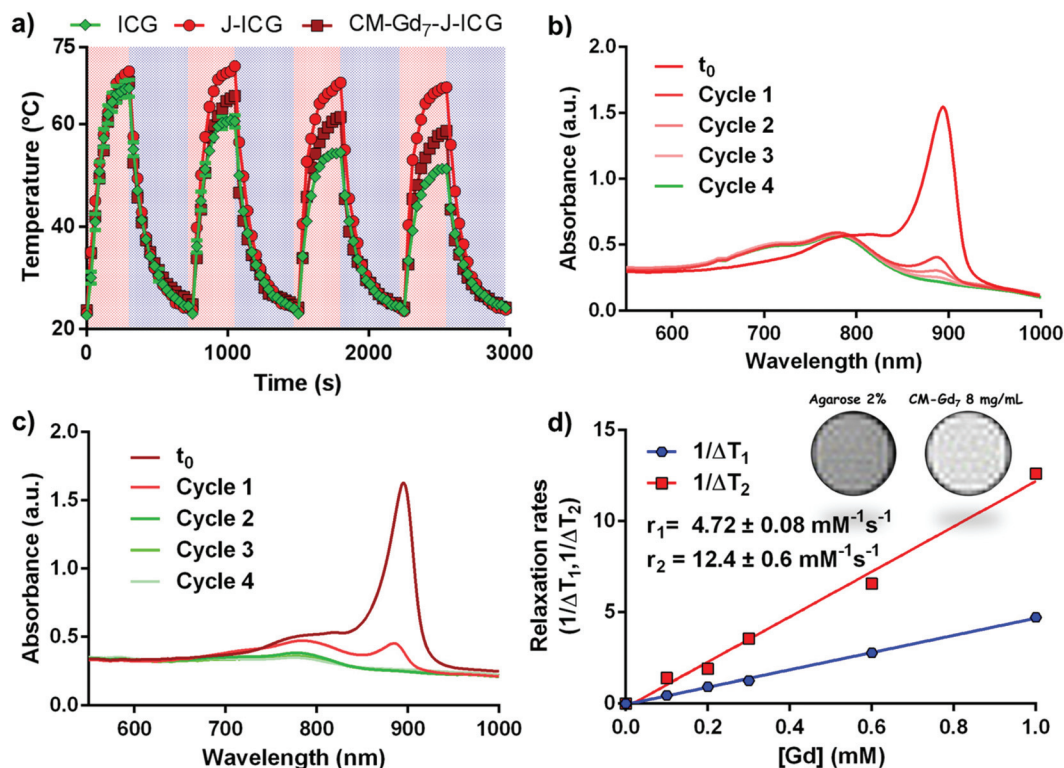 a)
ICG
J-ICG
CM-Gd₇-J-ICG
Temperature (°C)
75
60
40
20
0
1000
2000
3000
Time (s)
b)
Absorbance (a.u.)
2.0
1.5
1.0
0.5
0.0
t₀
Cycle 1
Cycle 2
Cycle 3
Cycle 4
600
700
800
900
1000
Wavelength (nm)
c)
Absorbance (a.u.)
2.0
1.5
1.0
0.5
0.0
t₀
Cycle 1
Cycle 2
Cycle 3
Cycle 4
600
700
800
900
1000
Wavelength (nm)
d)
Agarose 2%
CM-Gd₇ 8 mg/mL
Relaxation rates
(1/ΔT₁,1/ΔT₂)
15
10
5
0
1/ΔT₁
1/ΔT₂
r₁= 4.72 ± 0.08 mM⁻¹s⁻¹
r₂ = 12.4 ± 0.6 mM⁻¹s⁻¹
0.0
0.2
0.4
0.6
0.8
1.0
[Gd] (mM)